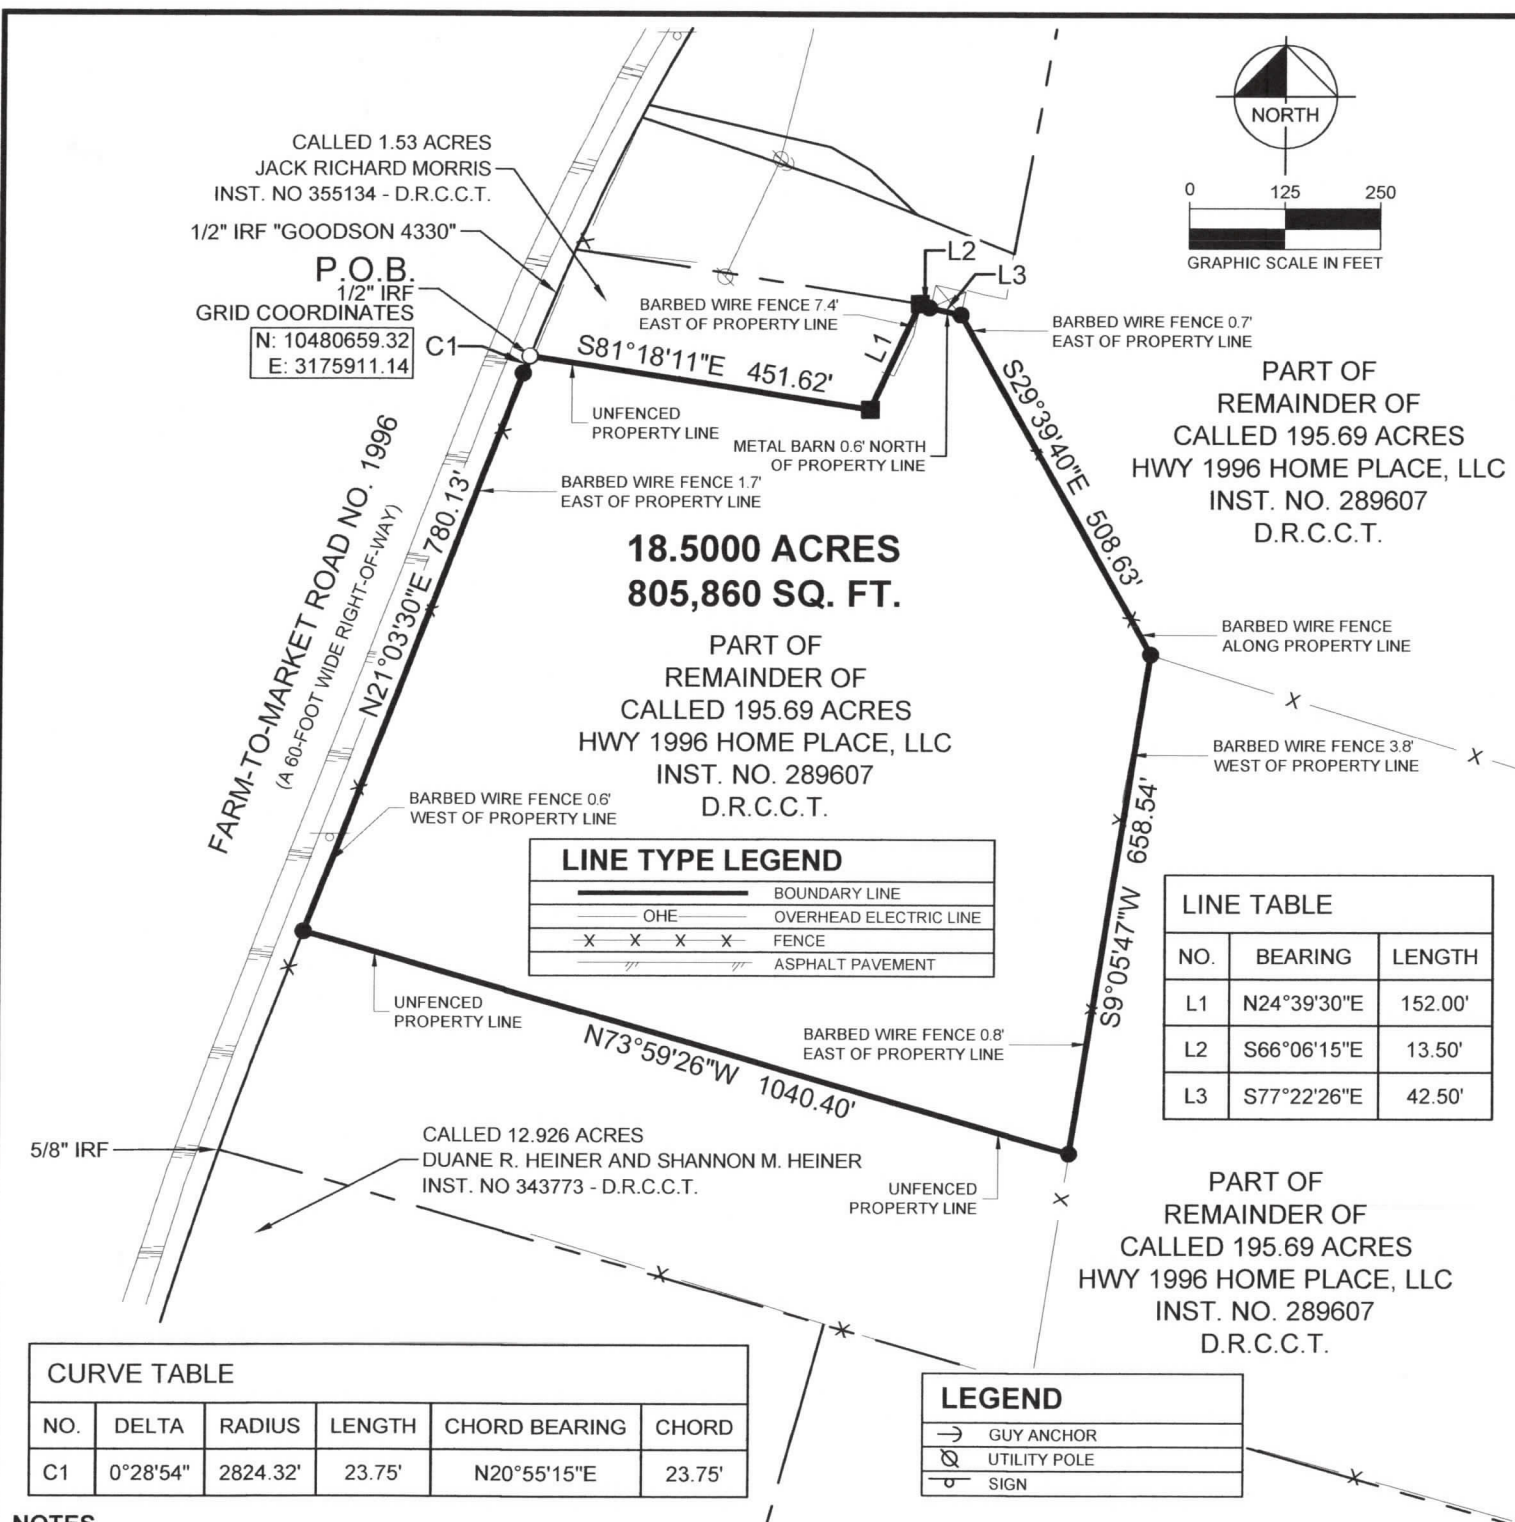 CALLED 1.53 ACRES
JACK RICHARD MORRIS
INST. NO 355134 - D.R.C.C.T.
1/2" IRF "GOODSON 4330"
P.O.B.
1/2" IRF
GRID COORDINATES
N: 10480659.32
E: 3175911.14
C1
NORTH
0 125 250
GRAPHIC SCALE IN FEET
L2
L3
BARBED WIRE FENCE 7.4'
EAST OF PROPERTY LINE
L1
BARBED WIRE FENCE 0.7'
EAST OF PROPERTY LINE
S81°18'11"E 451.62'
UNFENCED
PROPERTY LINE
METAL BARN 0.6' NORTH
OF PROPERTY LINE
S29°39'40"E 508.63'
PART OF
REMAINDER OF
CALLED 195.69 ACRES
HWY 1996 HOME PLACE, LLC
INST. NO. 289607
D.R.C.C.T.
BARBED WIRE FENCE 1.7'
EAST OF PROPERTY LINE
FARM-TO-MARKET ROAD NO. 1996
(A 60-FOOT WIDE RIGHT-OF-WAY)
N21°03'30"E 780.13'
18.5000 ACRES
805,860 SQ. FT.
PART OF
REMAINDER OF
CALLED 195.69 ACRES
HWY 1996 HOME PLACE, LLC
INST. NO. 289607
D.R.C.C.T.
BARBED WIRE FENCE
ALONG PROPERTY LINE
BARBED WIRE FENCE 3.8'
WEST OF PROPERTY LINE
BARBED WIRE FENCE 0.6'
WEST OF PROPERTY LINE
S9°05'47"W 658.54'
LINE TYPE LEGEND
BOUNDARY LINE
OHE OVERHEAD ELECTRIC LINE
X X X X FENCE
ASPHALT PAVEMENT
LINE TABLE
NO. BEARING LENGTH
L1 N24°39'30"E 152.00'
L2 S66°06'15"E 13.50'
L3 S77°22'26"E 42.50'
UNFENCED
PROPERTY LINE
N73°59'26"W 1040.40'
BARBED WIRE FENCE 0.8'
EAST OF PROPERTY LINE
5/8" IRF
CALLED 12.926 ACRES
DUANE R. HEINER AND SHANNON M. HEINER
INST. NO 343773 - D.R.C.C.T.
UNFENCED
PROPERTY LINE
PART OF
REMAINDER OF
CALLED 195.69 ACRES
HWY 1996 HOME PLACE, LLC
INST. NO. 289607
D.R.C.C.T.
CURVE TABLE
NO. DELTA RADIUS LENGTH CHORD BEARING CHORD
C1 0°28'54" 2824.32' 23.75' N20°55'15"E 23.75'
LEGEND
GUY ANCHOR
UTILITY POLE
SIGN
NOTES